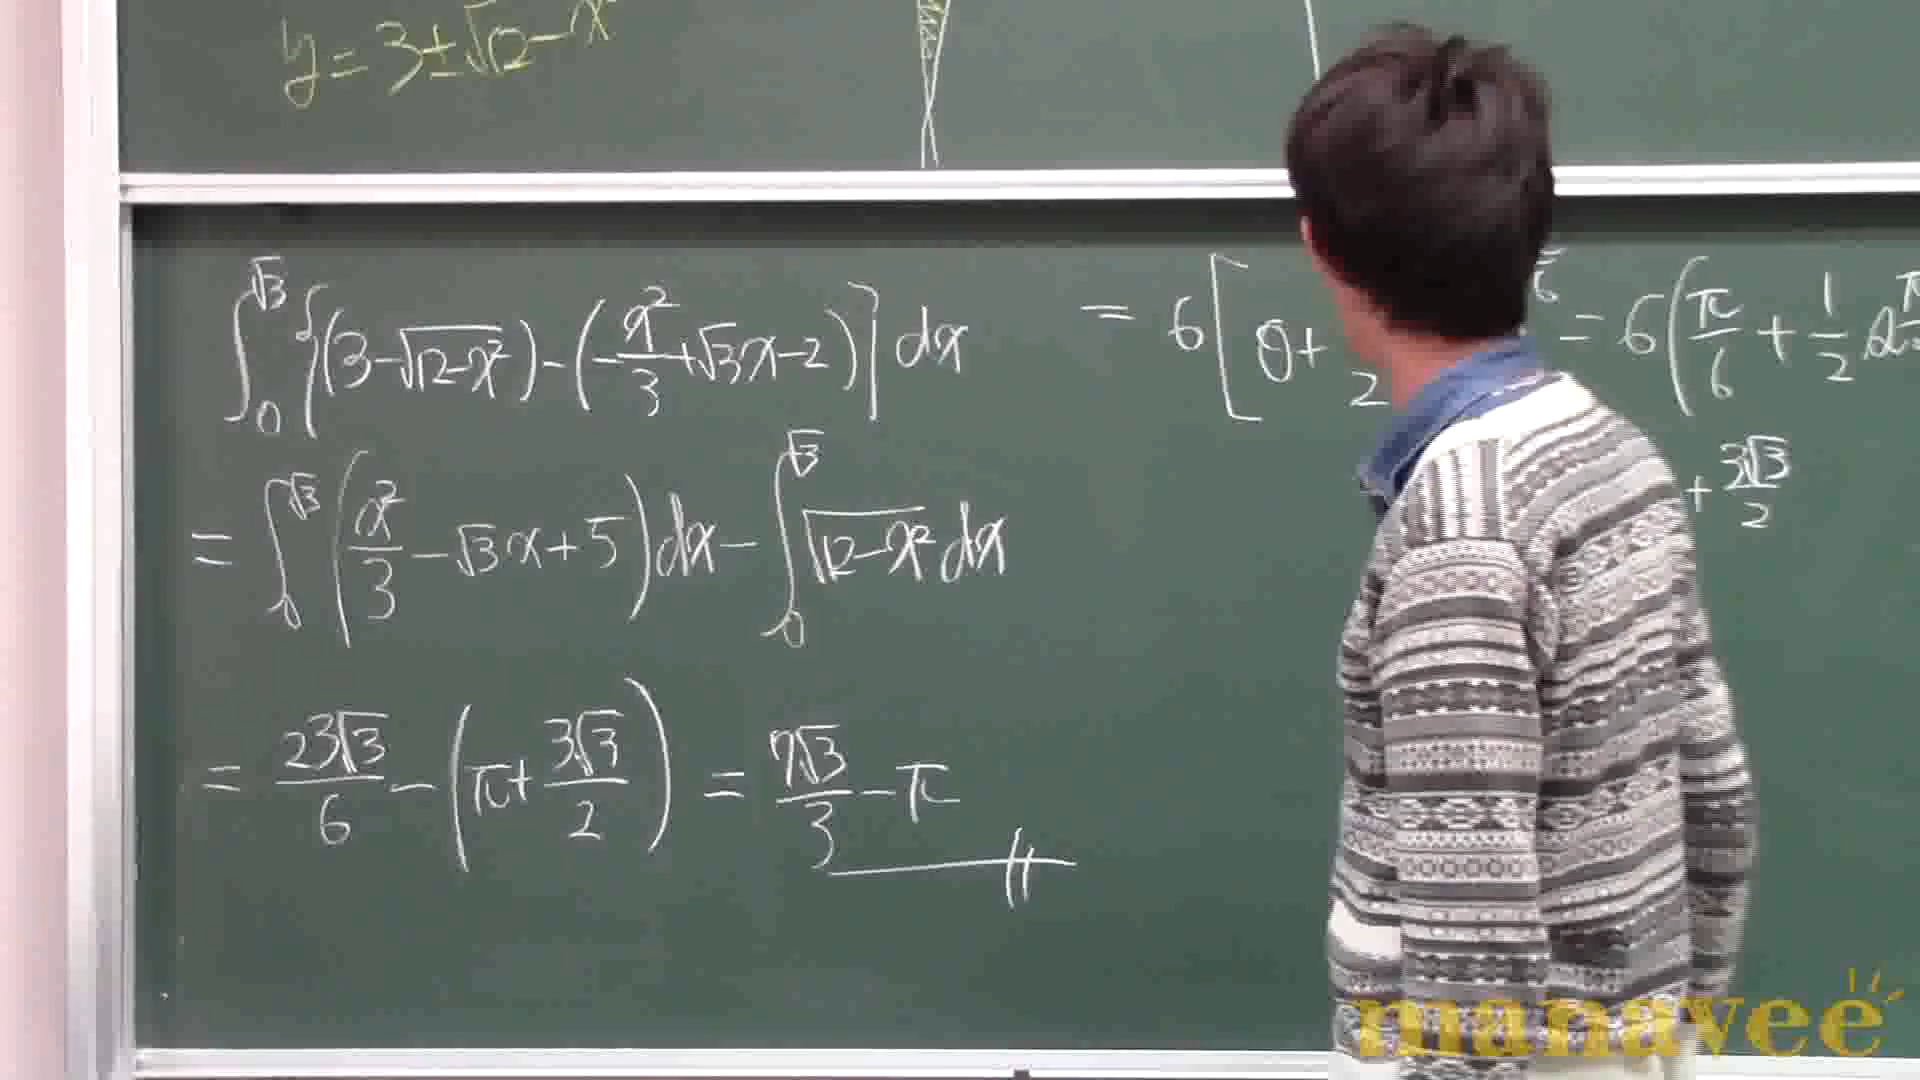 y = 3±√12-x
∫₀^√3 {(3-√12-x²)-(-x²/3+√3x-2)} dx
= ∫₀^√3 (x²/3-√3x+5)dx-∫₀^√3 √12-x² dx
= 23√3/6-(π+3√3/2) = 7√3/3-π
= 6[θ+ 2 = 6(π/6+1/2
+3√3/2
manavee